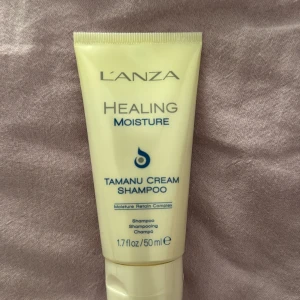 L'ANZA
HEALING
MOISTURE
TAMANU CREAM
SHAMPOO
Moisture Retain Complex
Shampoo
Shampooing
Champú
1.7 fl oz / 50 ml ℮